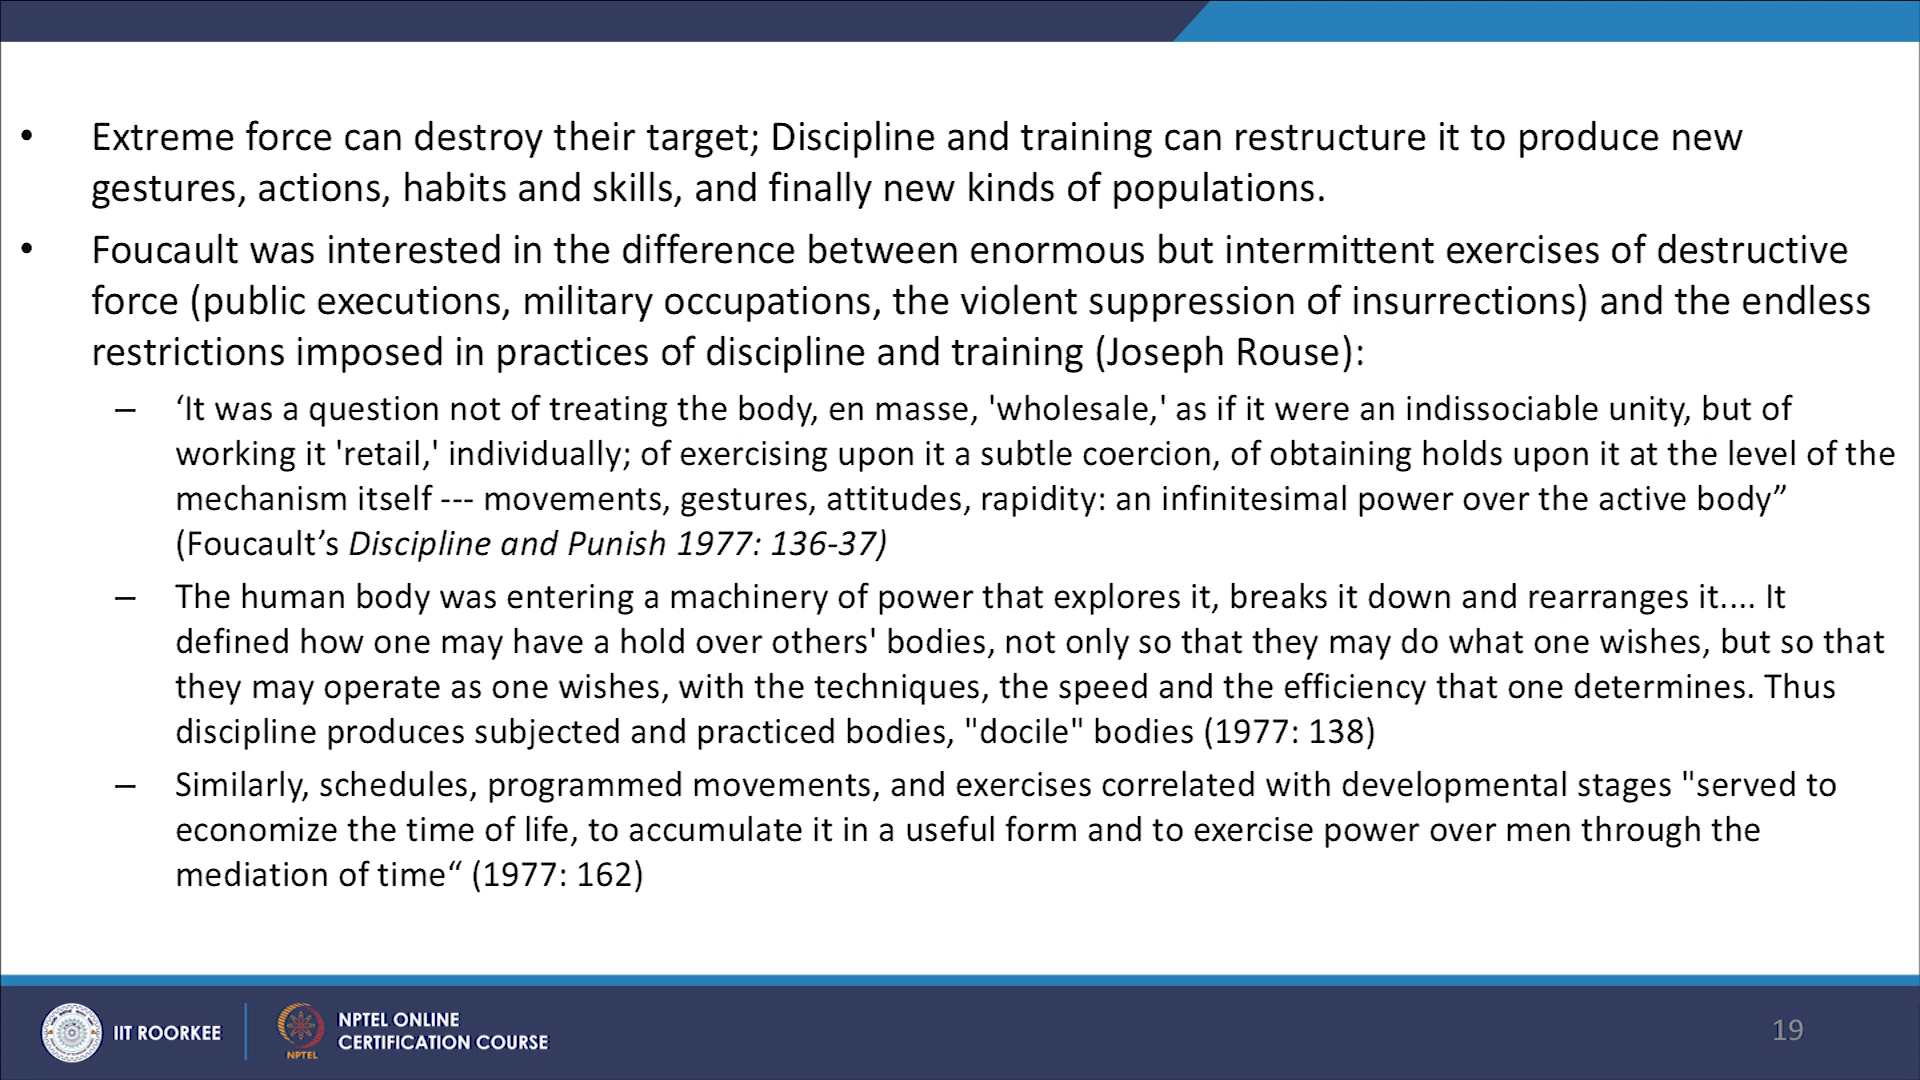 • Extreme force can destroy their target; Discipline and training can restructure it to produce new
gestures, actions, habits and skills, and finally new kinds of populations.
• Foucault was interested in the difference between enormous but intermittent exercises of destructive
force (public executions, military occupations, the violent suppression of insurrections) and the endless
restrictions imposed in practices of discipline and training (Joseph Rouse):
– ‘It was a question not of treating the body, en masse, 'wholesale,' as if it were an indissociable unity, but of
working it 'retail,' individually; of exercising upon it a subtle coercion, of obtaining holds upon it at the level of the
mechanism itself --- movements, gestures, attitudes, rapidity: an infinitesimal power over the active body”
(Foucault’s Discipline and Punish 1977: 136-37)
– The human body was entering a machinery of power that explores it, breaks it down and rearranges it.... It
defined how one may have a hold over others' bodies, not only so that they may do what one wishes, but so that
they may operate as one wishes, with the techniques, the speed and the efficiency that one determines. Thus
discipline produces subjected and practiced bodies, "docile" bodies (1977: 138)
– Similarly, schedules, programmed movements, and exercises correlated with developmental stages "served to
economize the time of life, to accumulate it in a useful form and to exercise power over men through the
mediation of time“ (1977: 162)
IIT ROORKEE
NPTEL
NPTEL ONLINE
CERTIFICATION COURSE
19